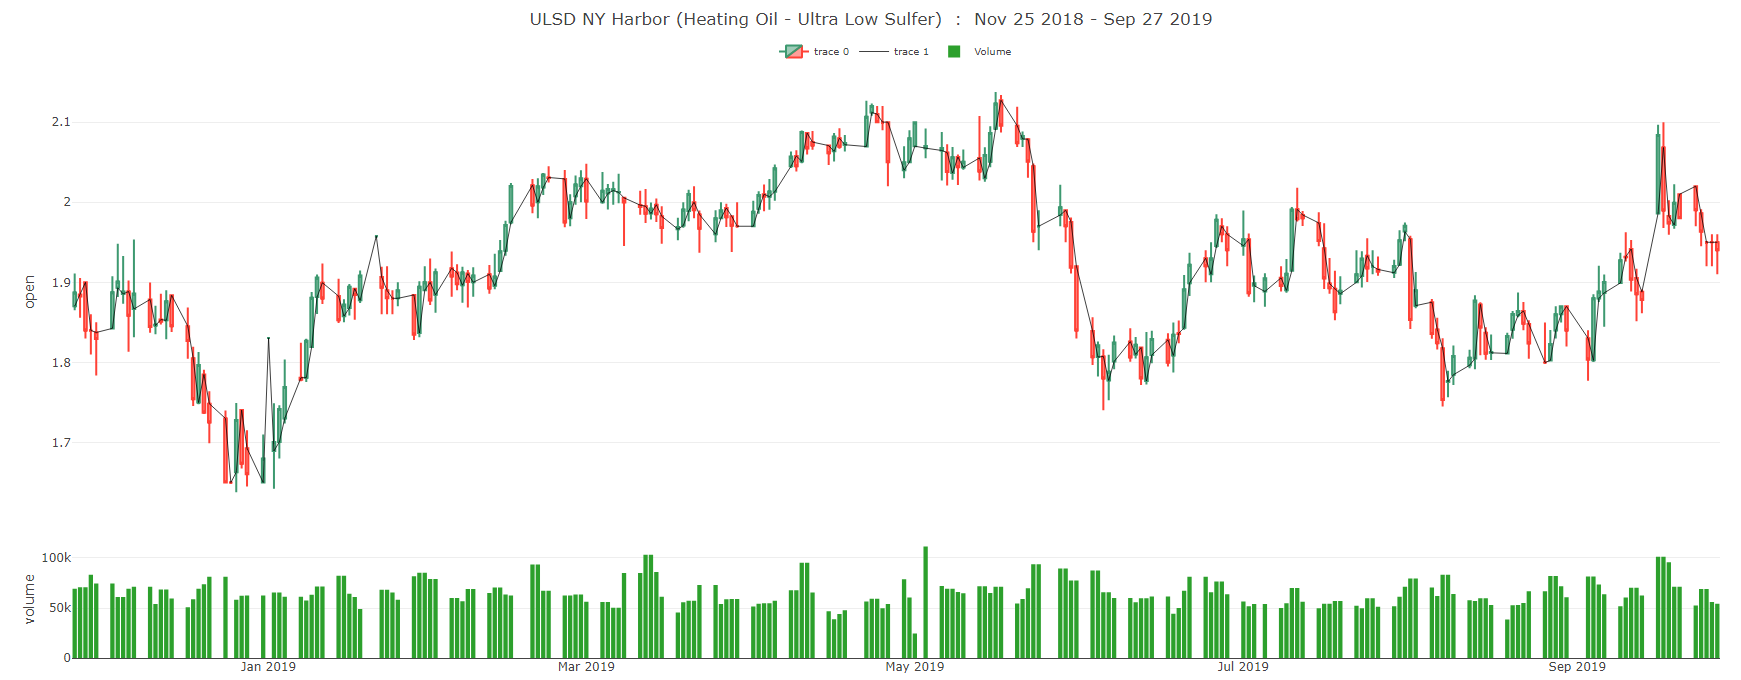 ULSD NY Harbor (Heating Oil - Ultra Low Sulfer)  :  Nov 25 2018 - Sep 27 2019
trace 0 trace 1 Volume
2.1
2
1.9
1.8
1.7
open
100k
50k
0
volume
Jan 2019 Mar 2019 May 2019 Jul 2019 Sep 2019